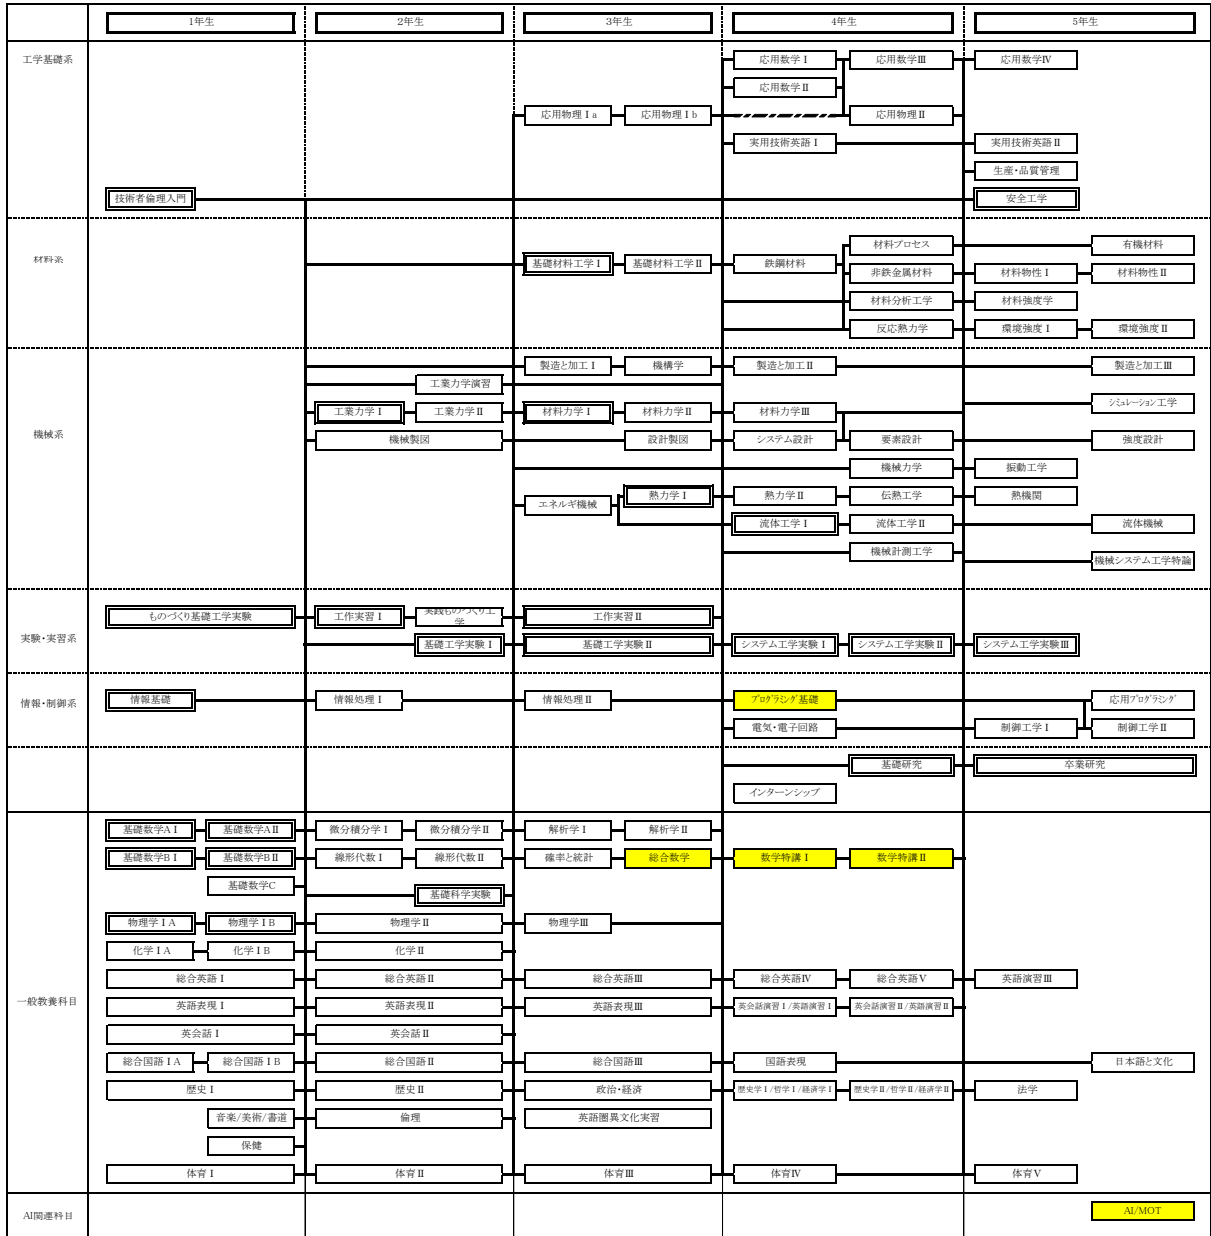 1年生
2年生
3年生
4年生
5年生
工学基礎系
応用数学Ⅰ
応用数学Ⅲ
応用数学Ⅳ
応用数学Ⅱ
応用物理Ⅰa
応用物理Ⅰb
応用物理Ⅱ
実用技術英語Ⅰ
実用技術英語Ⅱ
生産・品質管理
技術者倫理入門
安全工学
材料系
材料プロセス
有機材料
基礎材料工学Ⅰ
基礎材料工学Ⅱ
鉄鋼材料
非鉄金属材料
材料物性Ⅰ
材料物性Ⅱ
材料分析工学
材料強度学
反応熱力学
環境強度Ⅰ
環境強度Ⅱ
機械系
製造と加工Ⅰ
機構学
製造と加工Ⅱ
製造と加工Ⅲ
工業力学演習
シミュレーション工学
工業力学Ⅰ
工業力学Ⅱ
材料力学Ⅰ
材料力学Ⅱ
材料力学Ⅲ
機械製図
設計製図
システム設計
要素設計
強度設計
機械力学
振動工学
エネルギ機械
熱力学Ⅰ
熱力学Ⅱ
伝熱工学
熱機関
流体工学Ⅰ
流体工学Ⅱ
流体機械
機械計測工学
機械システム工学特論
実験・実習系
ものづくり基礎工学実験
工作実習Ⅰ
実践ものづくり工
学
工作実習Ⅱ
基礎工学実験Ⅰ
基礎工学実験Ⅱ
システム工学実験Ⅰ
システム工学実験Ⅱ
システム工学実験Ⅲ
情報・制御系
情報基礎
情報処理Ⅰ
情報処理Ⅱ
プログラミング基礎
応用プログラミング
電気・電子回路
制御工学Ⅰ
制御工学Ⅱ
基礎研究
卒業研究
インターンシップ
一般教養科目
基礎数学AⅠ
基礎数学AⅡ
微分積分学Ⅰ
微分積分学Ⅱ
解析学Ⅰ
解析学Ⅱ
基礎数学BⅠ
基礎数学BⅡ
線形代数Ⅰ
線形代数Ⅱ
確率と統計
総合数学
数学特講Ⅰ
数学特講Ⅱ
基礎数学C
基礎科学実験
物理学ⅠA
物理学ⅠB
物理学Ⅱ
物理学Ⅲ
化学ⅠA
化学ⅠB
化学Ⅱ
総合英語Ⅰ
総合英語Ⅱ
総合英語Ⅲ
総合英語Ⅳ
総合英語Ⅴ
英語演習Ⅲ
英語表現Ⅰ
英語表現Ⅱ
英語表現Ⅲ
英会話演習Ⅰ/英語演習Ⅰ
英会話演習Ⅱ/英語演習Ⅱ
英会話Ⅰ
英会話Ⅱ
総合国語ⅠA
総合国語ⅠB
総合国語Ⅱ
総合国語Ⅲ
国語表現
日本語と文化
歴史Ⅰ
歴史Ⅱ
政治・経済
歴史学Ⅰ/哲学Ⅰ/経済学Ⅰ
歴史学Ⅱ/哲学Ⅱ/経済学Ⅱ
法学
音楽/美術/書道
倫理
英語圏異文化実習
保健
体育Ⅰ
体育Ⅱ
体育Ⅲ
体育Ⅳ
体育Ⅴ
AI関連科目
AI/MOT